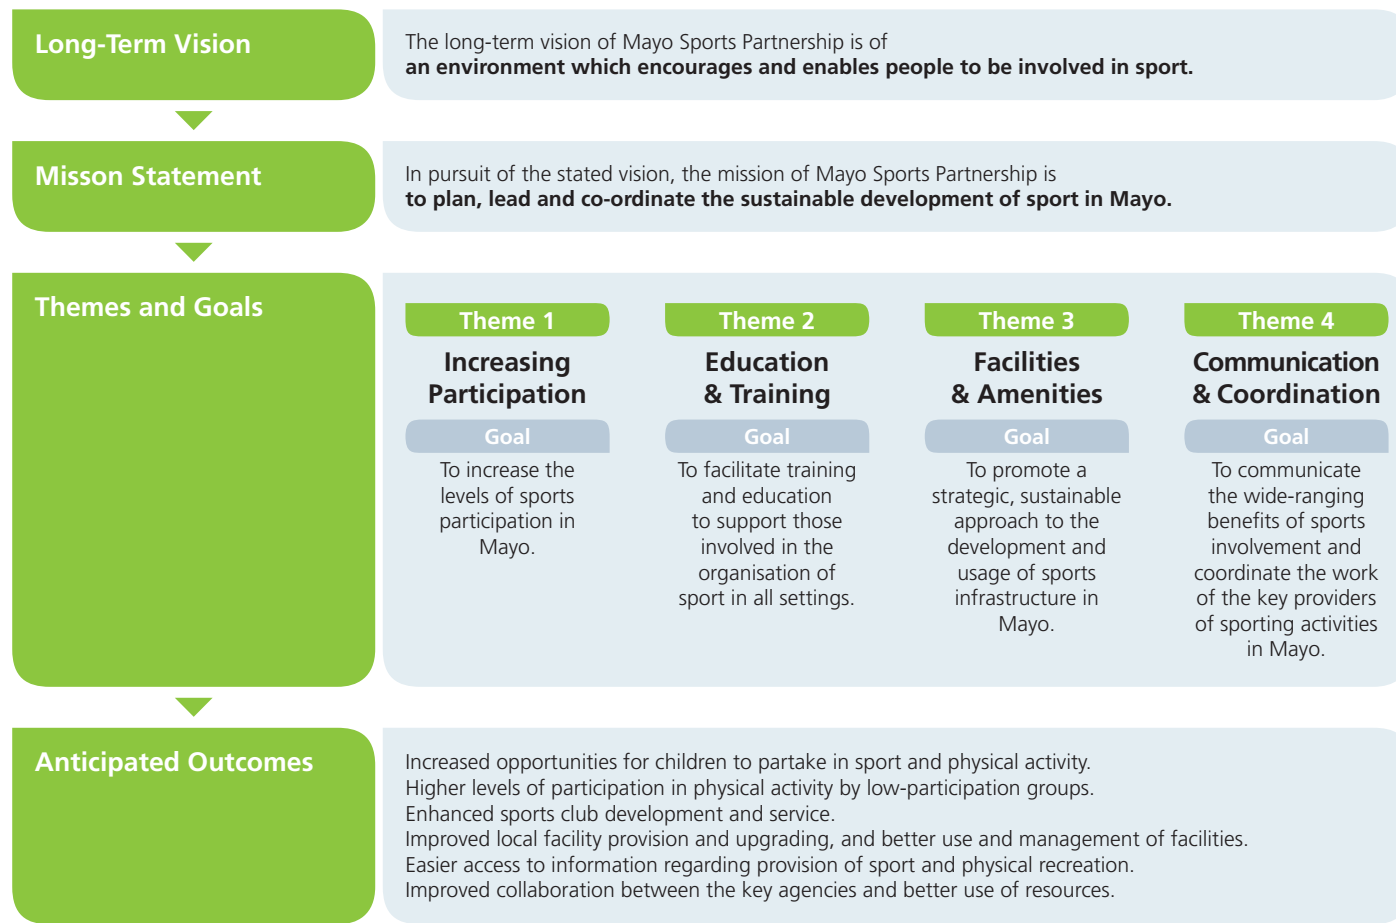 Long-Term Vision
The long-term vision of Mayo Sports Partnership is of
an environment which encourages and enables people to be involved in sport.
Misson Statement
In pursuit of the stated vision, the mission of Mayo Sports Partnership is
to plan, lead and co-ordinate the sustainable development of sport in Mayo.
Themes and Goals
Theme 1
Increasing
Participation
Goal
To increase the
levels of sports
participation in
Mayo.
Theme 2
Education
& Training
Goal
To facilitate training
and education
to support those
involved in the
organisation of
sport in all settings.
Theme 3
Facilities
& Amenities
Goal
To promote a
strategic, sustainable
approach to the
development and
usage of sports
infrastructure in
Mayo.
Theme 4
Communication
& Coordination
Goal
To communicate
the wide-ranging
benefits of sports
involvement and
coordinate the work
of the key providers
of sporting activities
in Mayo.
Anticipated Outcomes
Increased opportunities for children to partake in sport and physical activity.
Higher levels of participation in physical activity by low-participation groups.
Enhanced sports club development and service.
Improved local facility provision and upgrading, and better use and management of facilities.
Easier access to information regarding provision of sport and physical recreation.
Improved collaboration between the key agencies and better use of resources.